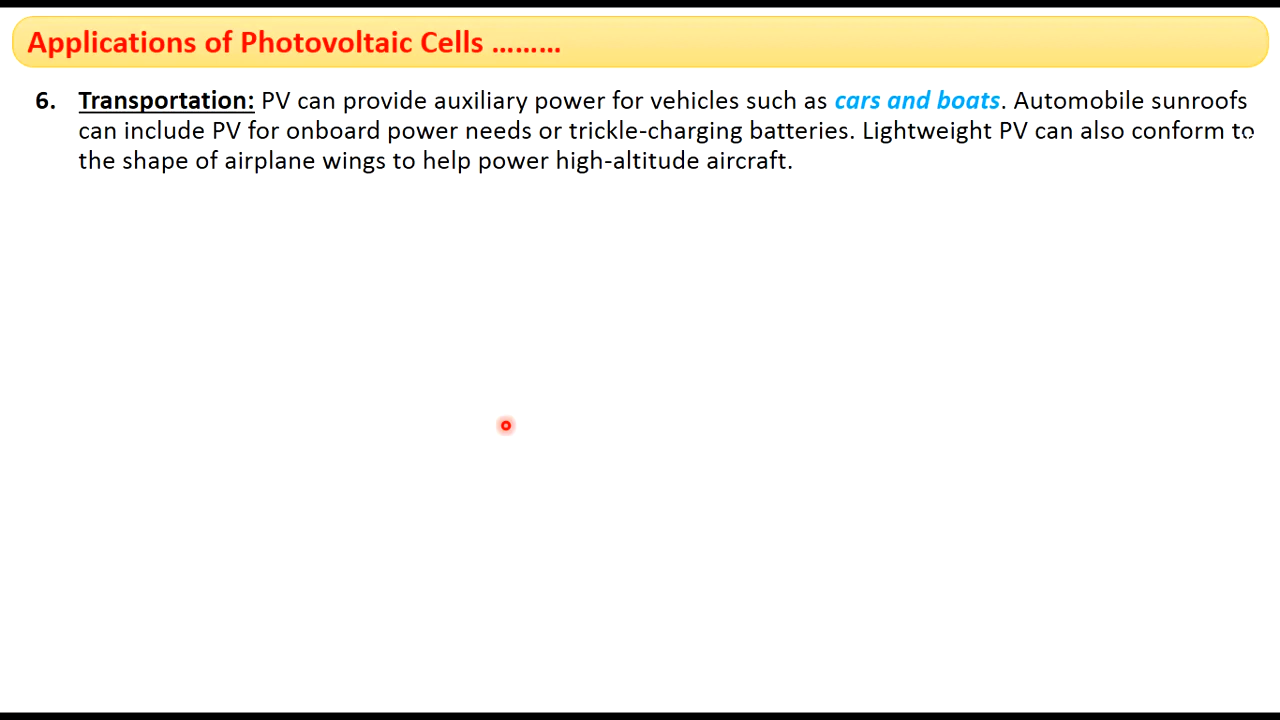 Applications of Photovoltaic Cells .........
6. Transportation: PV can provide auxiliary power for vehicles such as cars and boats. Automobile sunroofs
can include PV for onboard power needs or trickle-charging batteries. Lightweight PV can also conform to
the shape of airplane wings to help power high-altitude aircraft.